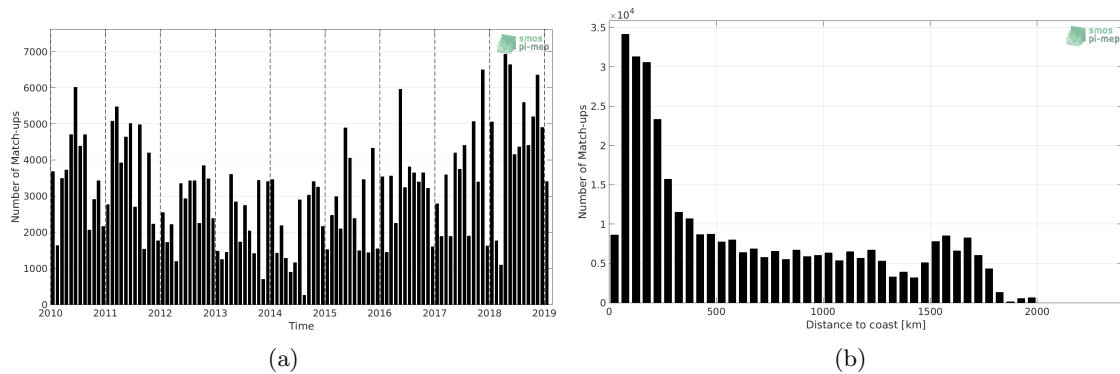 smos
pi-mep
7000
6000
5000
4000
3000
2000
1000
0
Number of Match-ups
2010 2011 2012 2013 2014 2015 2016 2017 2018 2019
Time
(a)
×10⁴
smos
pi-mep
3.5
3
2.5
2
1.5
1
0.5
0
Number of Match-ups
0 500 1000 1500 2000
Distance to coast [km]
(b)